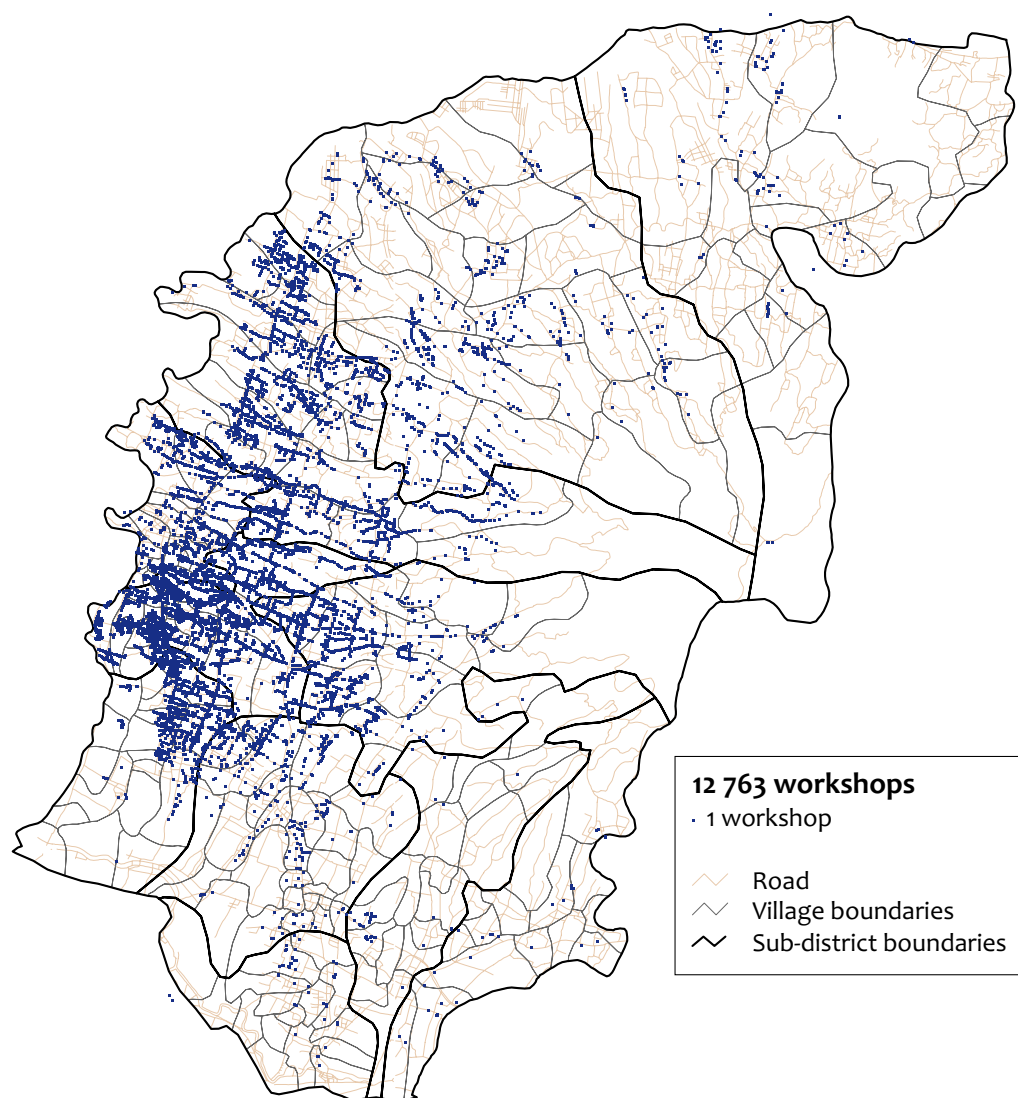 12 763 workshops
1 workshop
Road
Village boundaries
Sub-district boundaries